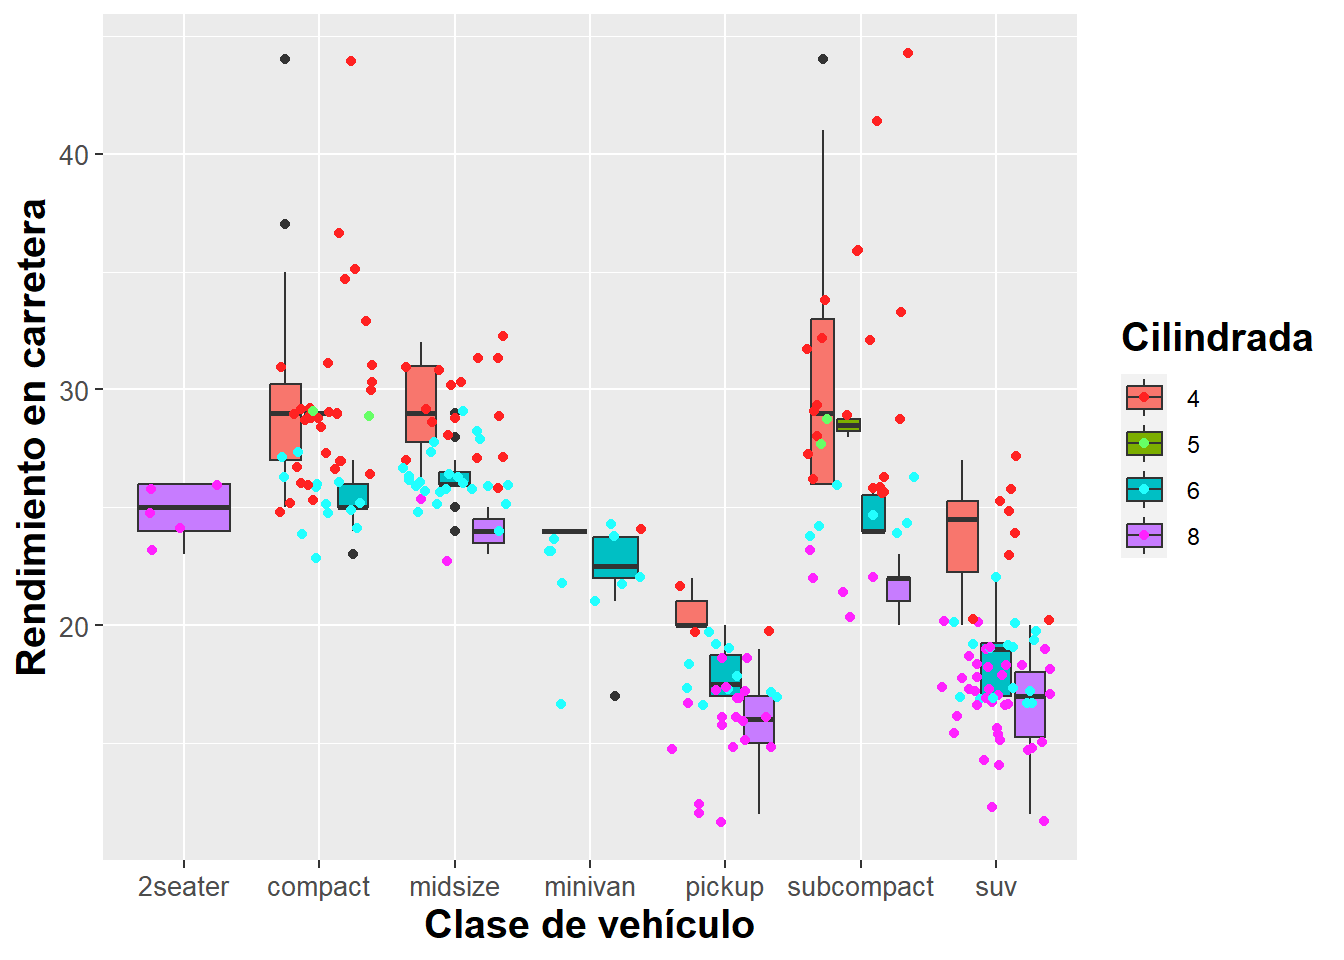 Rendimiento en carretera
40
30
20
2seater compact midsize minivan pickup subcompact suv
Clase de vehículo
Cilindrada
4
5
6
8